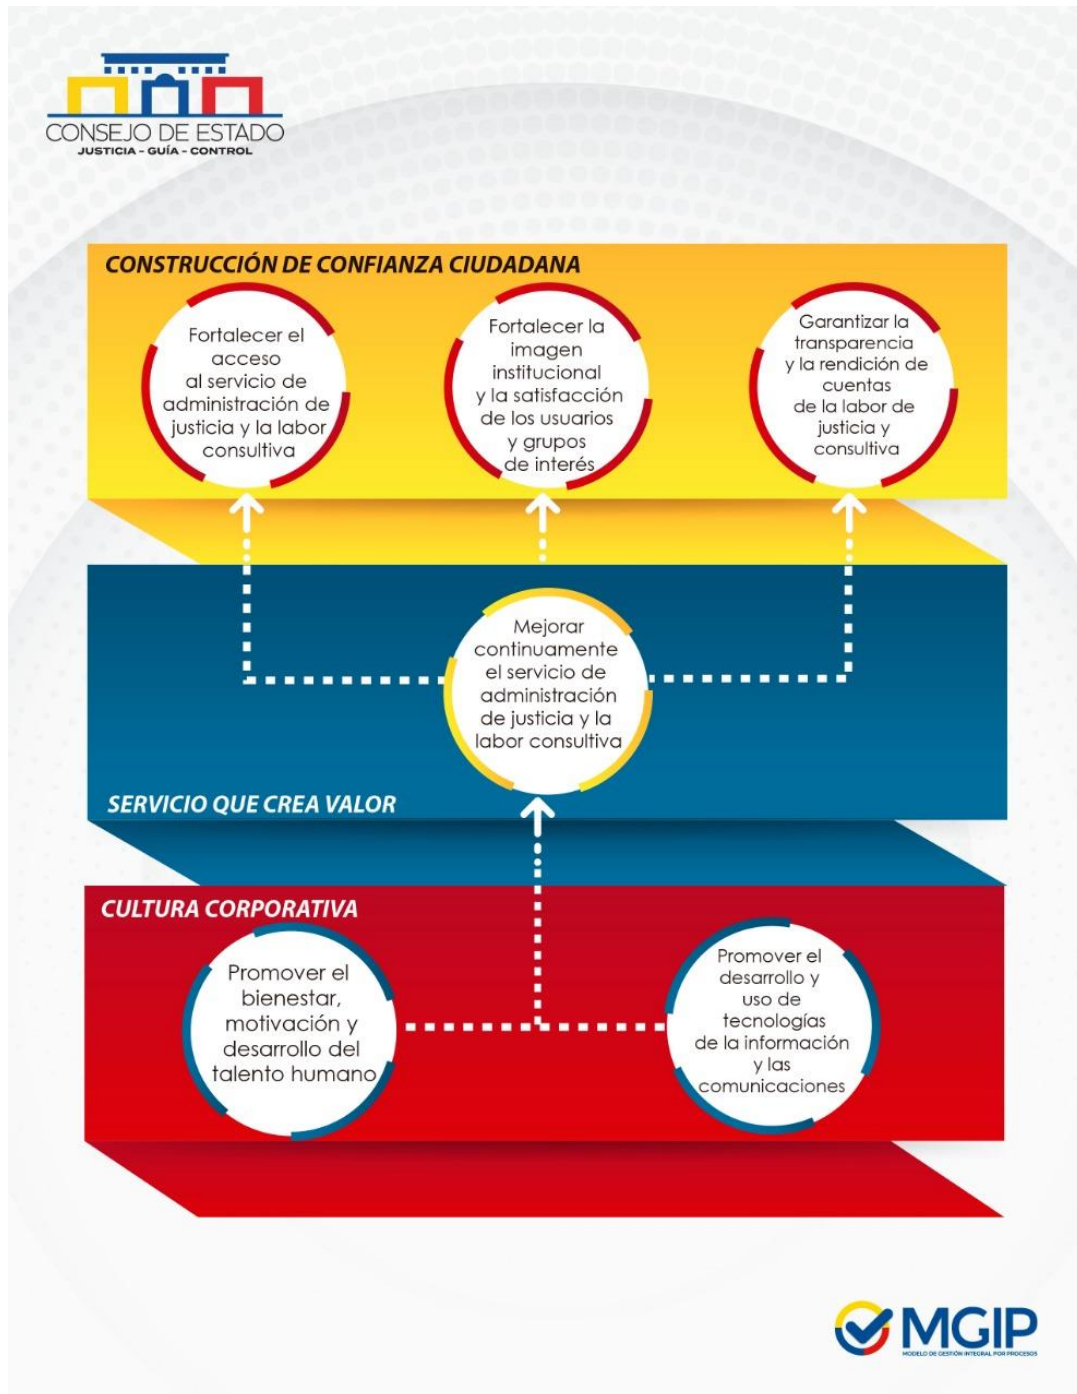 CONSEJO DE ESTADO
JUSTICIA - GUÍA - CONTROL
CONSTRUCCIÓN DE CONFIANZA CIUDADANA
Fortalecer el
acceso
al servicio de
administración de
justicia y la labor
consultiva
Fortalecer la
imagen
institucional
y la satisfacción
de los usuarios
y grupos
de interés
Garantizar la
transparencia
y la rendición de
cuentas
de la labor de
justicia y
consultiva
Mejorar
continuamente
el servicio de
administración
de justicia y la
labor consultiva
SERVICIO QUE CREA VALOR
CULTURA CORPORATIVA
Promover el
bienestar,
motivación y
desarrollo del
talento humano
Promover el
desarrollo y
uso de
tecnologías
de la información
y las
comunicaciones
MGIP
MODELO DE GESTIÓN INTEGRAL POR PROCESOS